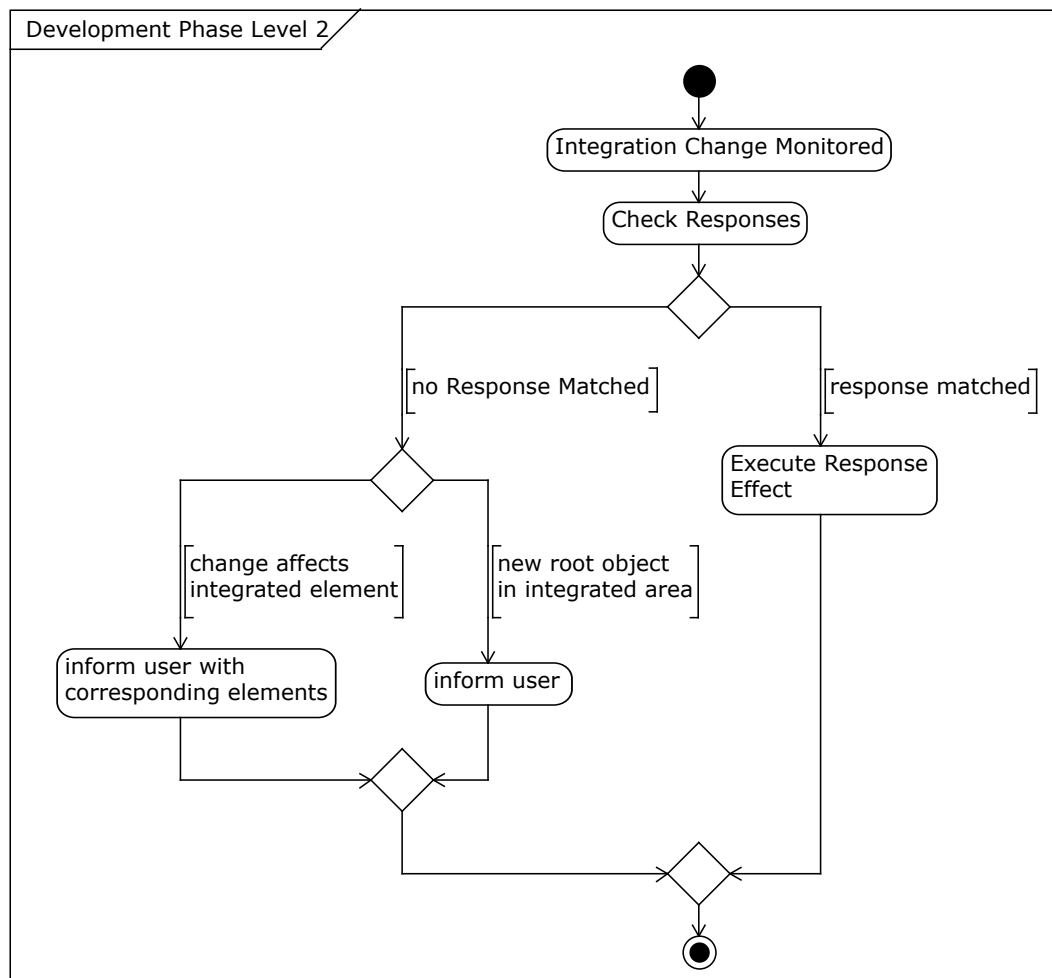 Development Phase Level 2
Integration Change Monitored
Check Responses
no Response Matched
response matched
Execute Response
Effect
change affects
integrated element
new root object
in integrated area
inform user with
corresponding elements
inform user